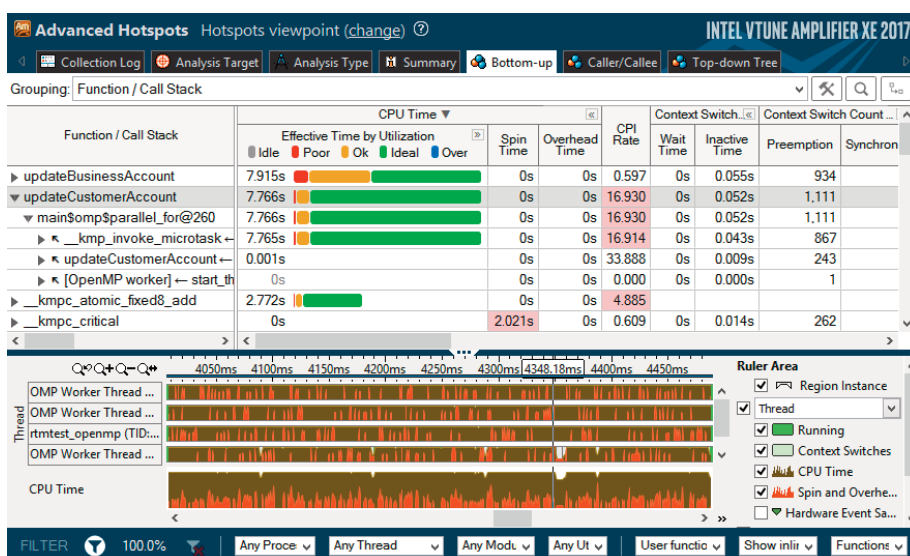 Advanced Hotspots Hotspots viewpoint (change) ?
INTEL VTUNE AMPLIFIER XE 2017
Collection Log Analysis Target Analysis Type Summary Bottom-up Caller/Callee Top-down Tree
Grouping: Function / Call Stack
CPU Time Context Switch... Context Switch Count ...
Function / Call Stack
Effective Time by Utilization
Idle Poor Ok Ideal Over
Spin Time
Overhead Time
CPI Rate
Wait Time
Inactive Time
Preemption
Synchron
updateBusinessAccount 7.915s 0s 0s 0.597 0s 0.055s 934
updateCustomerAccount 7.766s 0s 0s 16.930 0s 0.052s 1,111
main$omp$parallel_for@260 7.766s 0s 0s 16.930 0s 0.052s 1,111
__kmp_invoke_microtask ← 7.765s 0s 0s 16.914 0s 0.043s 867
updateCustomerAccount ← 0.001s 0s 0s 33.888 0s 0.009s 243
[OpenMP worker] ← start_th 0s 0s 0s 0.000 0s 0.000s 1
__kmpc_atomic_fixed8_add 2.772s 0s 0s 4.885
__kmpc_critical 0s 2.021s 0s 0.609 0s 0.014s 262
4050ms 4100ms 4150ms 4200ms 4250ms 4300ms 4348.18ms 4400ms 4450ms
Thread
OMP Worker Thread ...
OMP Worker Thread ...
rtmtest_openmp (TID:...
OMP Worker Thread ...
CPU Time
Ruler Area
Region Instance
Thread
Running
Context Switches
CPU Time
Spin and Overhe...
Hardware Event Sa...
FILTER 100.0% Any Proce Any Thread Any Modu Any Ut User functio Show inlin Functions